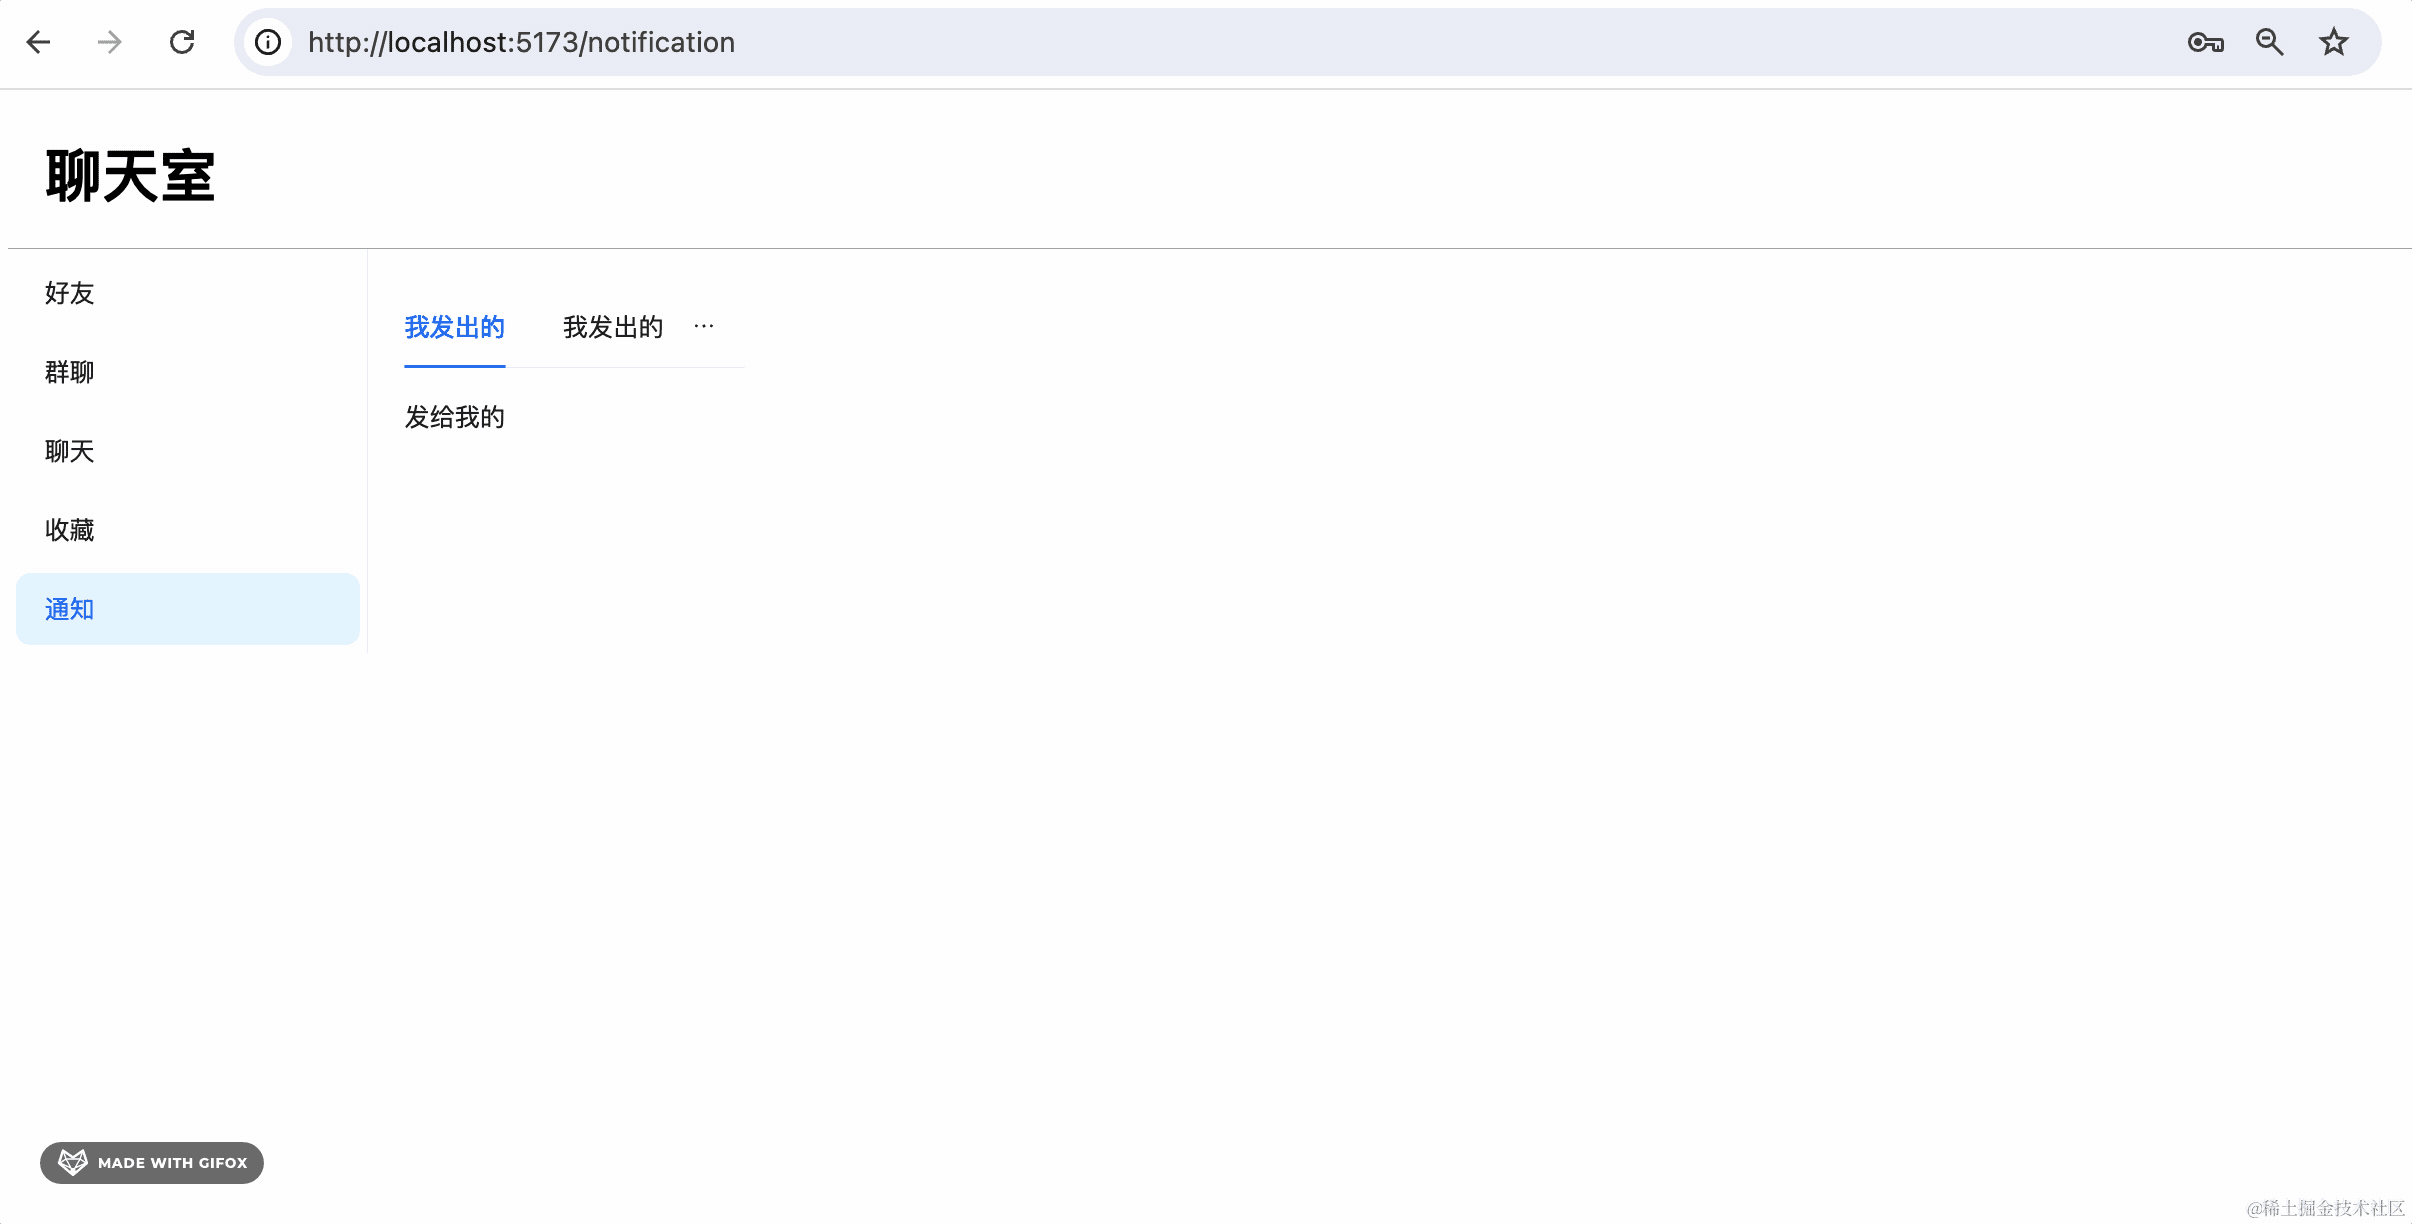 http://localhost:5173/notification
聊天室
好友
群聊
聊天
收藏
通知
我发出的 我发出的 ···
发给我的
MADE WITH GIFOX
@稀土掘金技术社区